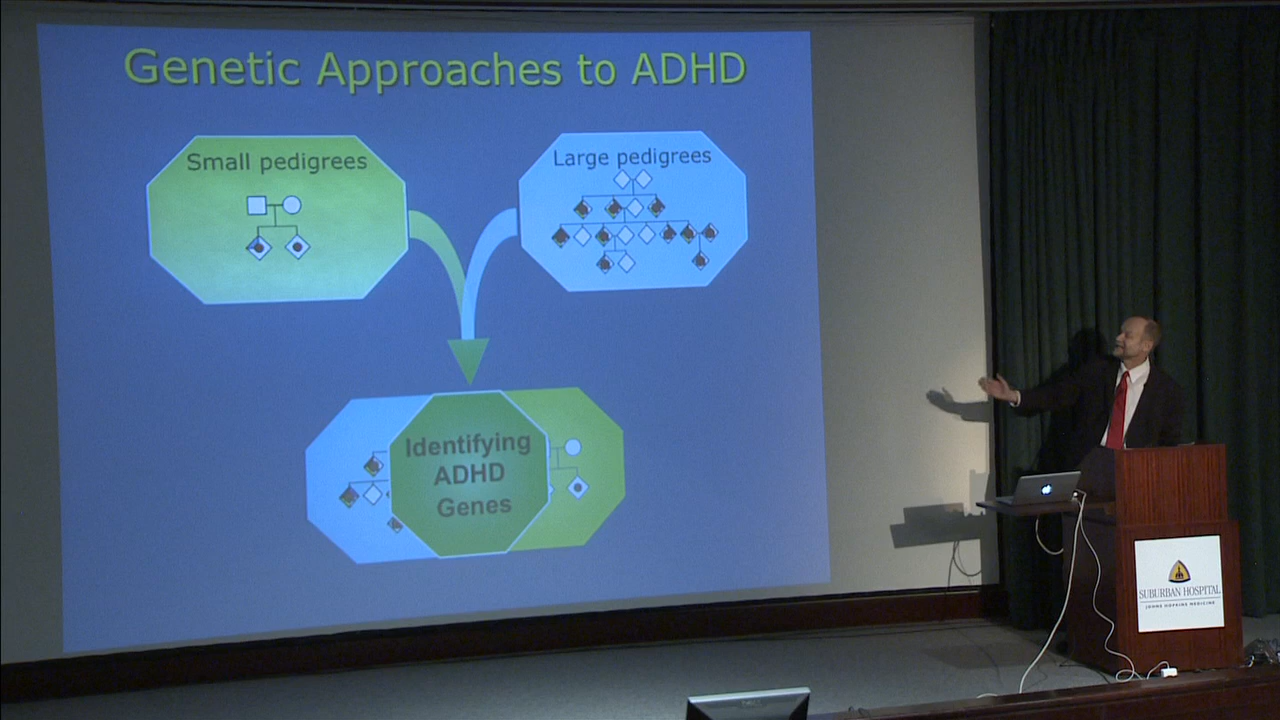 Genetic Approaches to ADHD
Small pedigrees
Large pedigrees
Identifying
ADHD
Genes
SUBURBAN HOSPITAL
JOHNS HOPKINS MEDICINE